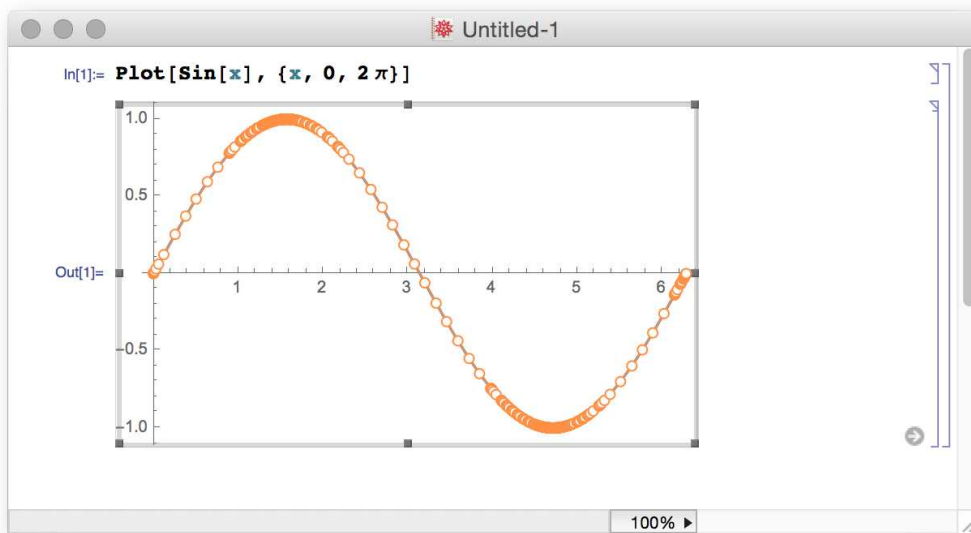 Untitled-1
In[1]:= Plot[Sin[x], {x, 0, 2 π}]
1.0
0.5
Out[1]=
1 2 3 4 5 6
-0.5
-1.0
100%